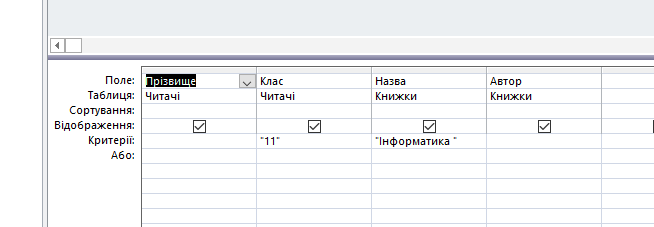 Поле: Прізвище Клас Назва Автор
Таблиця: Читачі Читачі Книжки Книжки
Сортування:
Відображення:
Критерії: "11" "Інформатика "
Або: